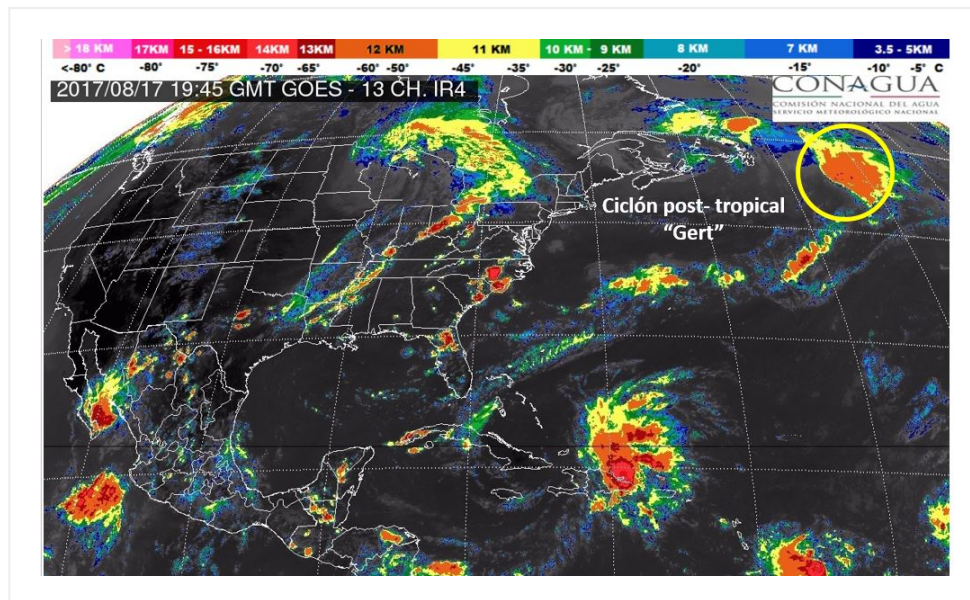 > 18 KM 17KM 15 - 16KM 14KM 13KM 12 KM 11 KM 10 KM - 9 KM 8 KM 7 KM 3.5 - 5KM
<-80° C -80° -75° -70° -65° -60° -50° -45° -35° -30° -25° -20° -15° -10° -5° C
2017/08/17 19:45 GMT GOES - 13 CH. IR4
CONAGUA
COMISIÓN NACIONAL DEL AGUA
SERVICIO METEOROLÓGICO NACIONAL
Ciclón post- tropical
“Gert”